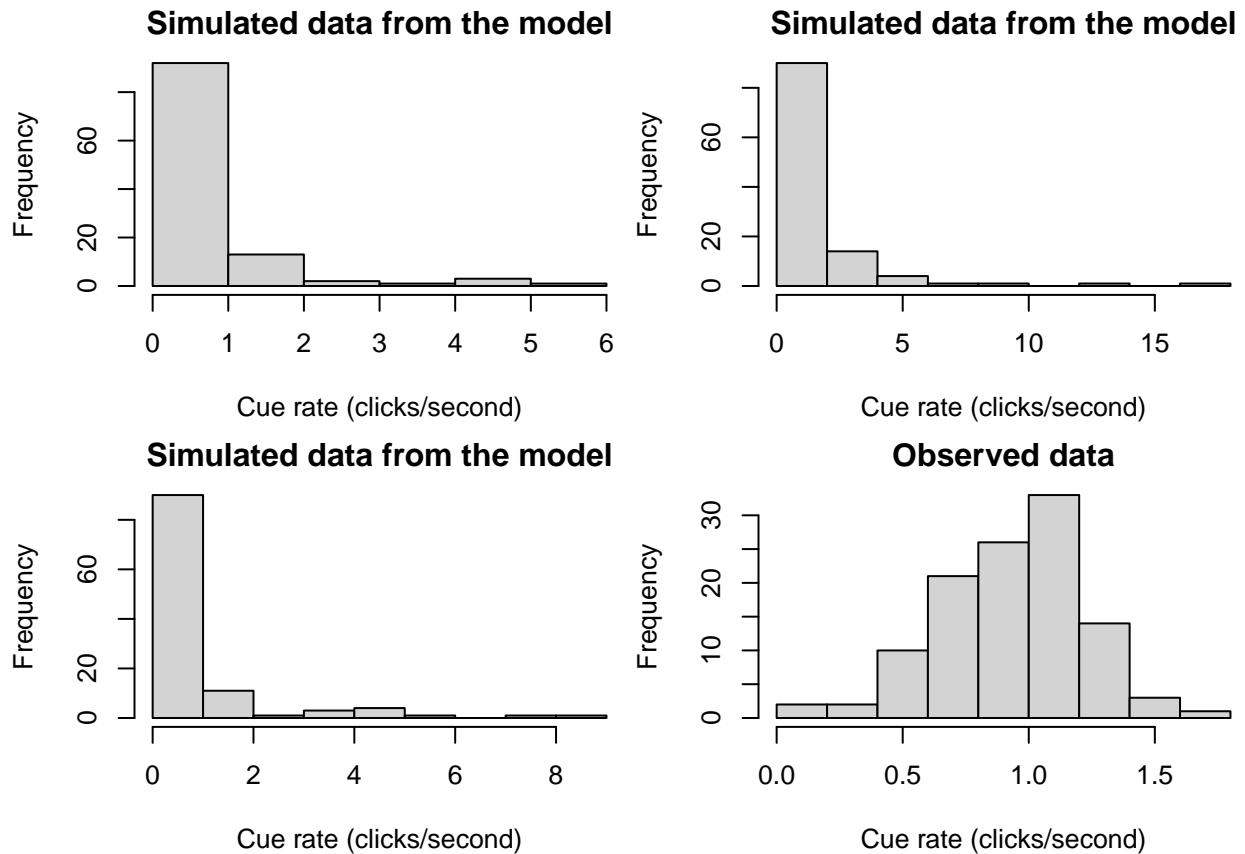 Simulated data from the model
Frequency
0
20
60
0 1 2 3 4 5 6
Cue rate (clicks/second)
Simulated data from the model
Frequency
0
20
60
0 5 10 15
Cue rate (clicks/second)
Simulated data from the model
Frequency
0
20
60
0 2 4 6 8
Cue rate (clicks/second)
Observed data
Frequency
0
10
20
30
0.0 0.5 1.0 1.5
Cue rate (clicks/second)